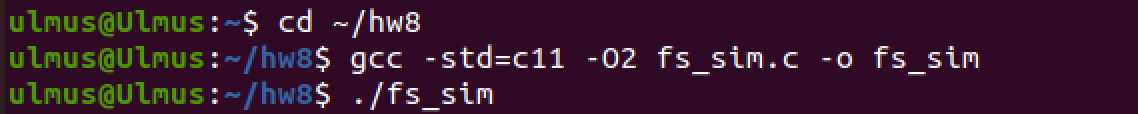 ulmus@Ulmus:~$ cd ~/hw8
ulmus@Ulmus:~/hw8$ gcc -std=c11 -O2 fs_sim.c -o fs_sim
ulmus@Ulmus:~/hw8$ ./fs_sim